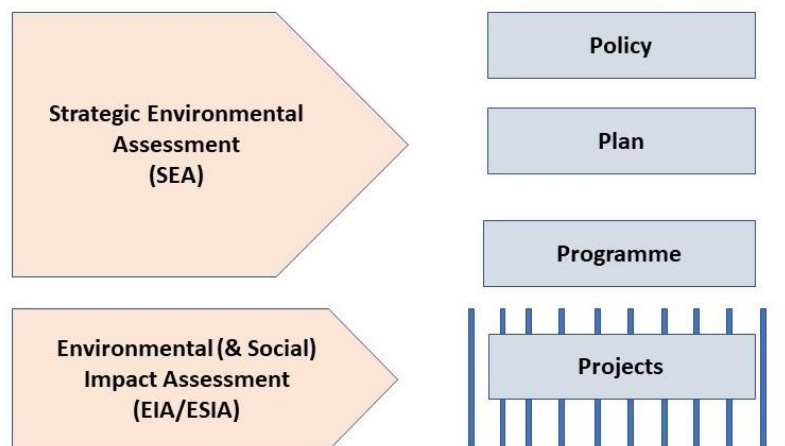 Strategic Environmental
Assessment
(SEA)
Policy
Plan
Programme
Environmental (& Social)
Impact Assessment
(EIA/ESIA)
Projects